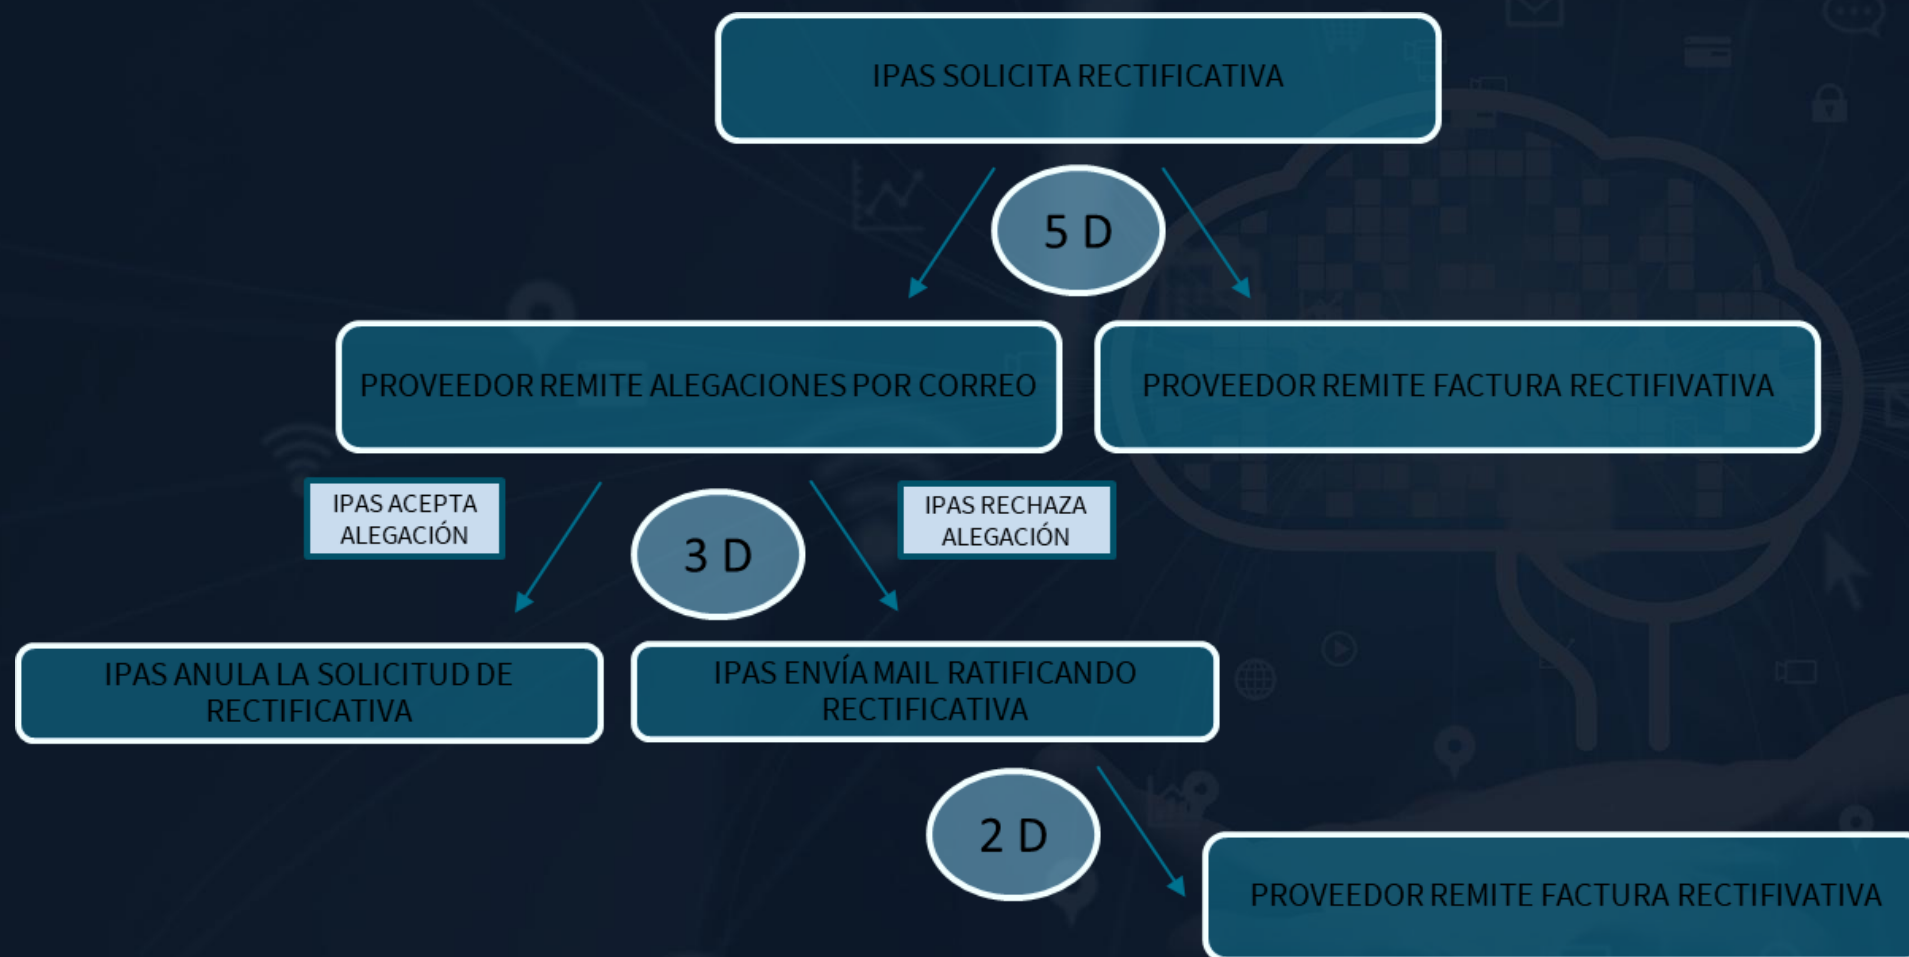 IPAS SOLICITA RECTIFICATIVA
5 D
PROVEEDOR REMITE ALEGACIONES POR CORREO
PROVEEDOR REMITE FACTURA RECTIFIVATIVA
IPAS ACEPTA
ALEGACIÓN
3 D
IPAS RECHAZA
ALEGACIÓN
IPAS ANULA LA SOLICITUD DE
RECTIFICATIVA
IPAS ENVÍA MAIL RATIFICANDO
RECTIFICATIVA
2 D
PROVEEDOR REMITE FACTURA RECTIFIVATIVA